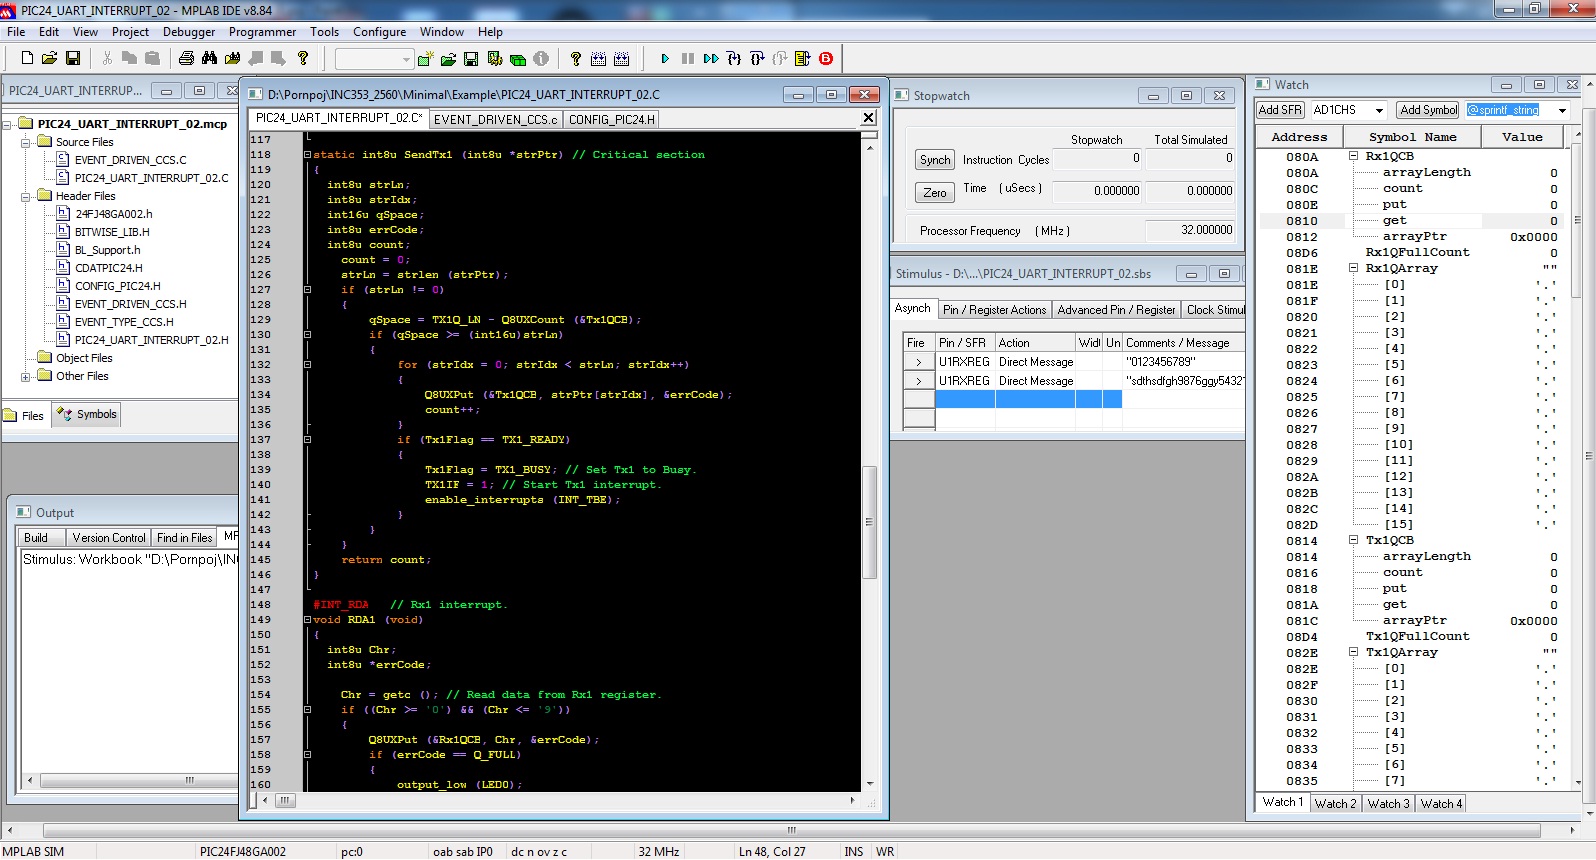 PIC24_UART_INTERRUPT_02 - MPLAB IDE v8.84
File Edit View Project Debugger Programmer Tools Configure Window Help
PIC24_UART_INTERRUP...
PIC24_UART_INTERRUPT_02.mcp
Source Files
EVENT_DRIVEN_CCS.C
PIC24_UART_INTERRUPT_02.C
Header Files
24FJ48GA002.h
BITWISE_LIB.H
BL_Support.h
CDATPIC24.H
CONFIG_PIC24.H
EVENT_DRIVEN_CCS.H
EVENT_TYPE_CCS.H
PIC24_UART_INTERRUPT_02.H
Object Files
Other Files
Files Symbols
Output
Build Version Control Find in Files MP
Stimulus: Workbook "D:\Pornpoj\INC
D:\Pornpoj\INC353_2560\Minimal\Example\PIC24_UART_INTERRUPT_02.C
PIC24_UART_INTERRUPT_02.C* EVENT_DRIVEN_CCS.c CONFIG_PIC24.H
117
118 static int8u SendTx1 (int8u *strPtr) // Critical section
119 {
120 int8u strLn;
121 int8u strIdx;
122 int16u qSpace;
123 int8u errCode;
124 int8u count;
125 count = 0;
126 strLn = strlen (strPtr);
127 if (strLn != 0)
128 {
129 qSpace = TX1Q_LN - Q8UXCount (&Tx1QCB);
130 if (qSpace >= (int16u)strLn)
131 {
132 for (strIdx = 0; strIdx < strLn; strIdx++)
133 {
134 Q8UXPut (&Tx1QCB, strPtr[strIdx], &errCode);
135 count++;
136 }
137 if (Tx1Flag == TX1_READY)
138 {
139 Tx1Flag = TX1_BUSY; // Set Tx1 to Busy.
140 TX1IF = 1; // Start Tx1 interrupt.
141 enable_interrupts (INT_TBE);
142 }
143 }
144 }
145 return count;
146 }
147
148 #INT_RDA // Rx1 interrupt.
149 void RDA1 (void)
150 {
151 int8u Chr;
152 int8u *errCode;
153
154 Chr = getc (); // Read data from Rx1 register.
155 if ((Chr >= '0') && (Chr <= '9'))
156 {
157 Q8UXPut (&Rx1QCB, Chr, &errCode);
158 if (errCode == Q_FULL)
159 {
160 output_low (LED0);
Stopwatch
Stopwatch Total Simulated
Synch Instruction Cycles 0 0
Zero Time (uSecs) 0.000000 0.000000
Processor Frequency (MHz) 32.000000
Stimulus - D:\...\PIC24_UART_INTERRUPT_02.sbs
Asynch Pin / Register Actions Advanced Pin / Register Clock Stimul
Fire Pin / SFR Action Widt Un Comments / Message
> U1RXREG Direct Message "0123456789"
> U1RXREG Direct Message "sdthsdfgh9876ggy54321
Watch
Add SFR AD1CHS Add Symbol @sprintf_string
Address Symbol Name Value
080A Rx1QCB
080A arrayLength 0
080C count 0
080E put 0
0810 get 0
0812 arrayPtr 0x0000
08D6 Rx1QFullCount 0
081E Rx1QArray ""
081E [0] '.'
081F [1] '.'
0820 [2] '.'
0821 [3] '.'
0822 [4] '.'
0823 [5] '.'
0824 [6] '.'
0825 [7] '.'
0826 [8] '.'
0827 [9] '.'
0828 [10] '.'
0829 [11] '.'
082A [12] '.'
082B [13] '.'
082C [14] '.'
082D [15] '.'
0814 Tx1QCB
0814 arrayLength 0
0816 count 0
0818 put 0
081A get 0
081C arrayPtr 0x0000
08D4 Tx1QFullCount 0
082E Tx1QArray ""
082E [0] '.'
082F [1] '.'
0830 [2] '.'
0831 [3] '.'
0832 [4] '.'
0833 [5] '.'
0834 [6] '.'
0835 [7] '.'
Watch 1 Watch 2 Watch 3 Watch 4
MPLAB SIM PIC24FJ48GA002 pc:0 oab sab IP0 dc n ov z c 32 MHz Ln 48, Col 27 INS WR